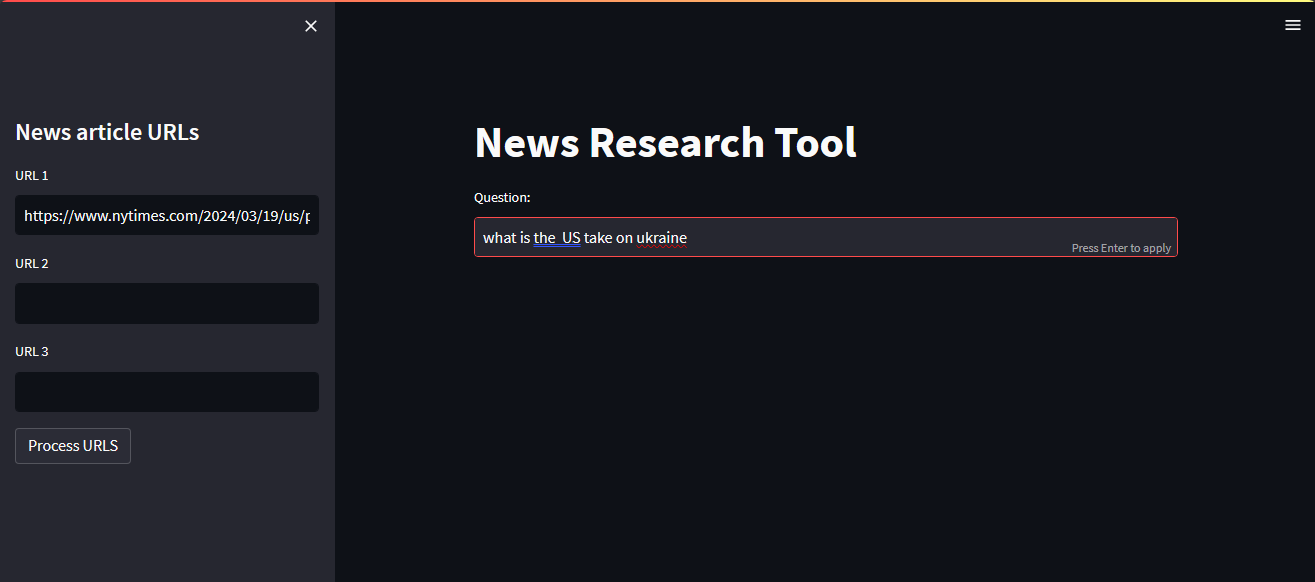 News article URLs
URL 1
https://www.nytimes.com/2024/03/19/us/p
URL 2
URL 3
Process URLS
News Research Tool
Question:
what is the  US take on ukraine
Press Enter to apply